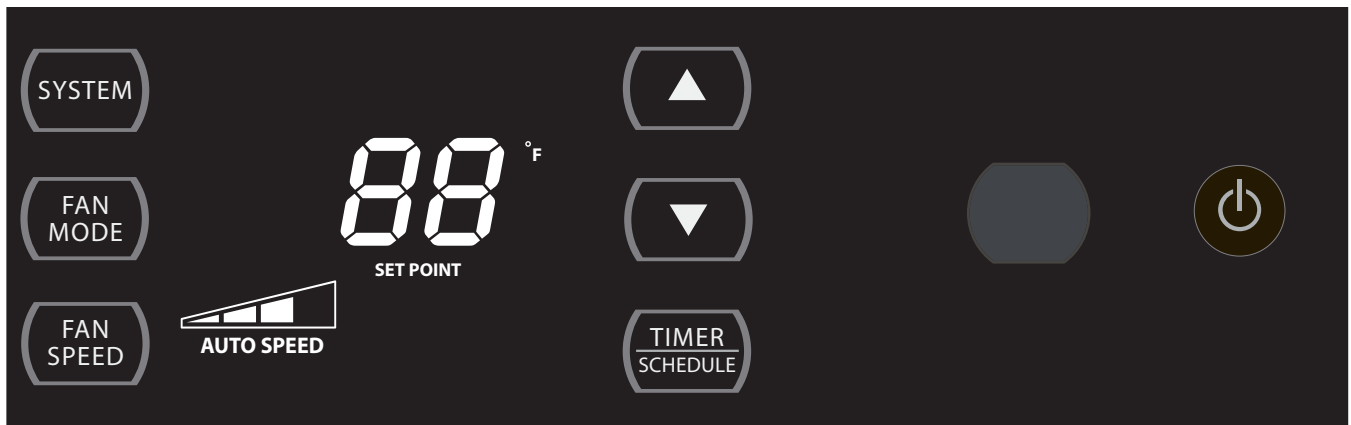 SYSTEM
FAN
MODE
FAN
SPEED
88 °F
SET POINT
AUTO SPEED
▲
▼
TIMER
SCHEDULE